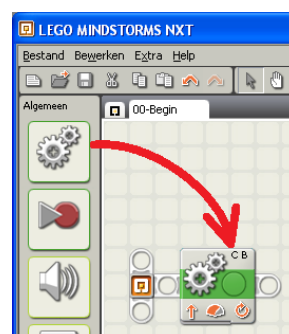 LEGO MINDSTORMS NXT
Bestand Bewerken Extra Help
Algemeen
00-Begin
C B